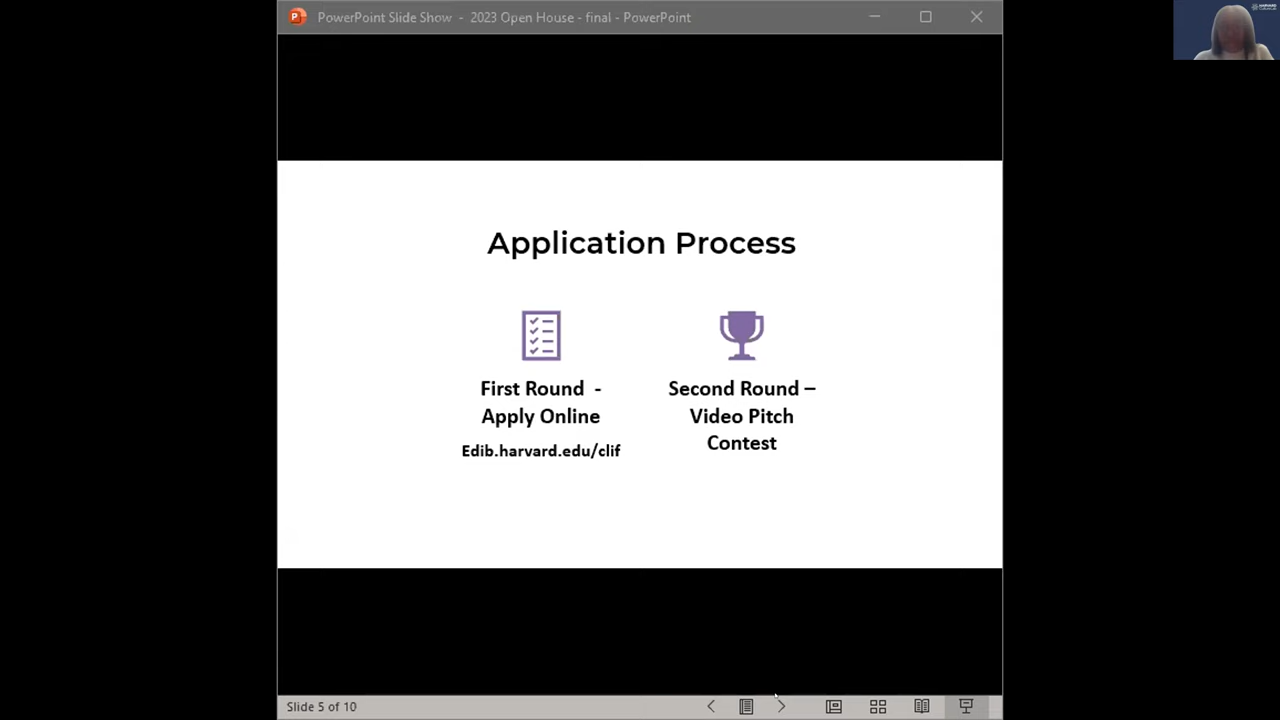 PowerPoint Slide Show - 2023 Open House - final - PowerPoint
HARVARD
Application Process
First Round -
Apply Online
Edib.harvard.edu/clif
Second Round –
Video Pitch
Contest
Slide 5 of 10